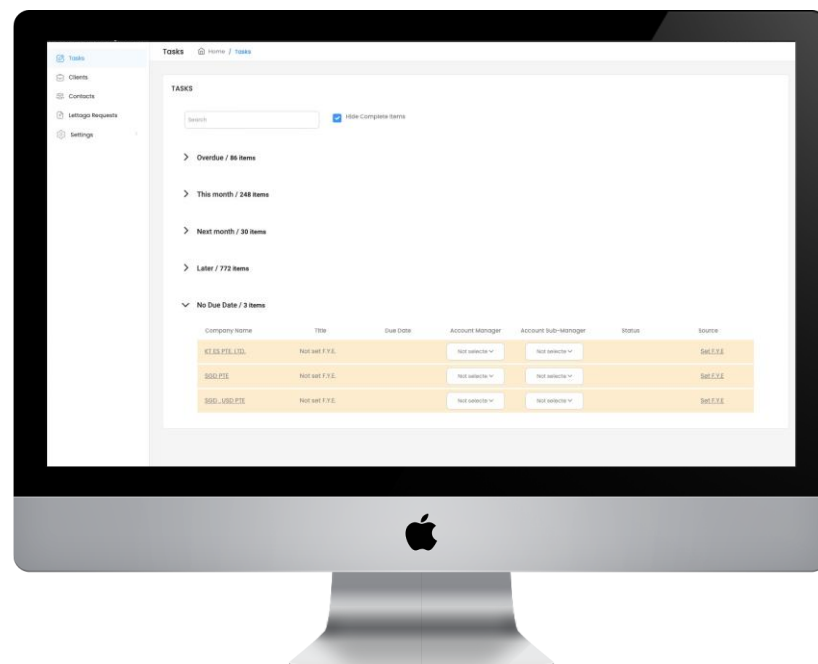 Tasks Home / Tasks
Tasks
Clients
Contacts
Lettago Requests
Settings
TASKS
Search
Hide Complete Items
Overdue / 86 items
This month / 248 items
Next month / 30 items
Later / 772 items
No Due Date / 3 items
Company Name Title Due Date Account Manager Account Sub-Manager Status Source
KT ES PTE. LTD. Not set F.Y.E. Not selecte Not selecte Set F.Y.E
SGD PTE Not set F.Y.E. Not selecte Not selecte Set F.Y.E
SGD , USD PTE Not set F.Y.E. Not selecte Not selecte Set F.Y.E